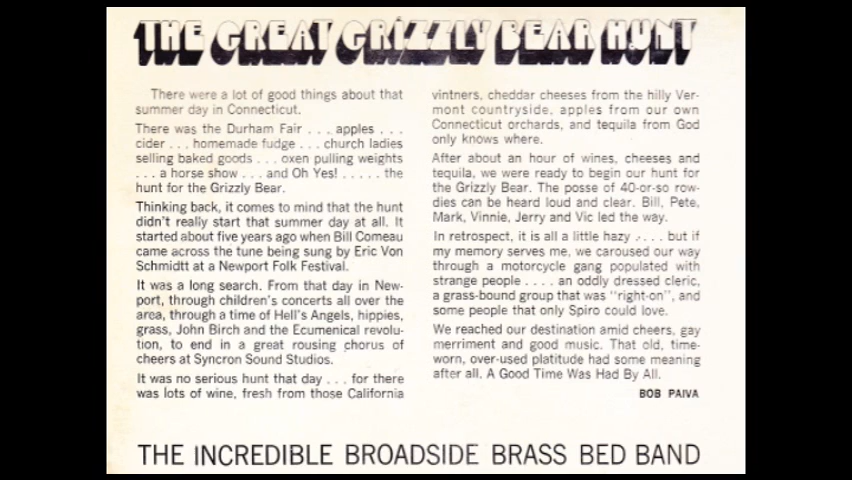 THE GREAT GRIZZLY BEAR HUNT
There were a lot of good things about that
summer day in Connecticut.
There was the Durham Fair . . . apples . . .
cider . . . homemade fudge . . . church ladies
selling baked goods . . . oxen pulling weights
. . . a horse show . . . and Oh Yes! . . . . . the
hunt for the Grizzly Bear.
Thinking back, it comes to mind that the hunt
didn't really start that summer day at all. It
started about five years ago when Bill Comeau
came across the tune being sung by Eric Von
Schmidtt at a Newport Folk Festival.
It was a long search. From that day in New-
port, through children's concerts all over the
area, through a time of Hell's Angels, hippies,
grass, John Birch and the Ecumenical revolu-
tion, to end in a great rousing chorus of
cheers at Syncron Sound Studios.
It was no serious hunt that day . . . for there
was lots of wine, fresh from those California
vintners, cheddar cheeses from the hilly Ver-
mont countryside, apples from our own
Connecticut orchards, and tequila from God
only knows where.
After about an hour of wines, cheeses and
tequila, we were ready to begin our hunt for
the Grizzly Bear. The posse of 40-or-so row-
dies can be heard loud and clear. Bill, Pete,
Mark, Vinnie, Jerry and Vic led the way.
In retrospect, it is all a little hazy . . . . but if
my memory serves me, we caroused our way
through a motorcycle gang populated with
strange people . . . . an oddly dressed cleric,
a grass-bound group that was "right-on", and
some people that only Spiro could love.
We reached our destination amid cheers, gay
merriment and good music. That old, time-
worn, over-used platitude had some meaning
after all. A Good Time Was Had By All.
BOB PAIVA
THE INCREDIBLE BROADSIDE BRASS BED BAND